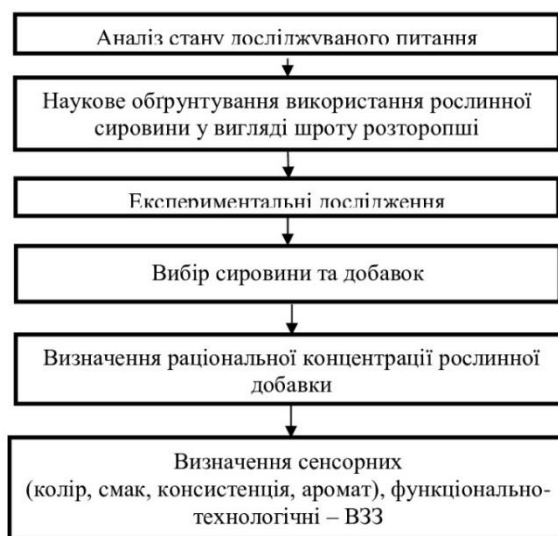 Аналіз стану досліджуваного питання
Наукове обґрунтування використання рослинної
сировини у вигляді шроту розторопші
Експериментальні дослідження
Вибір сировини та добавок
Визначення раціональної концентрації рослинної
добавки
Визначення сенсорних
(колір, смак, консистенція, аромат), функціонально-
технологічні – ВЗЗ